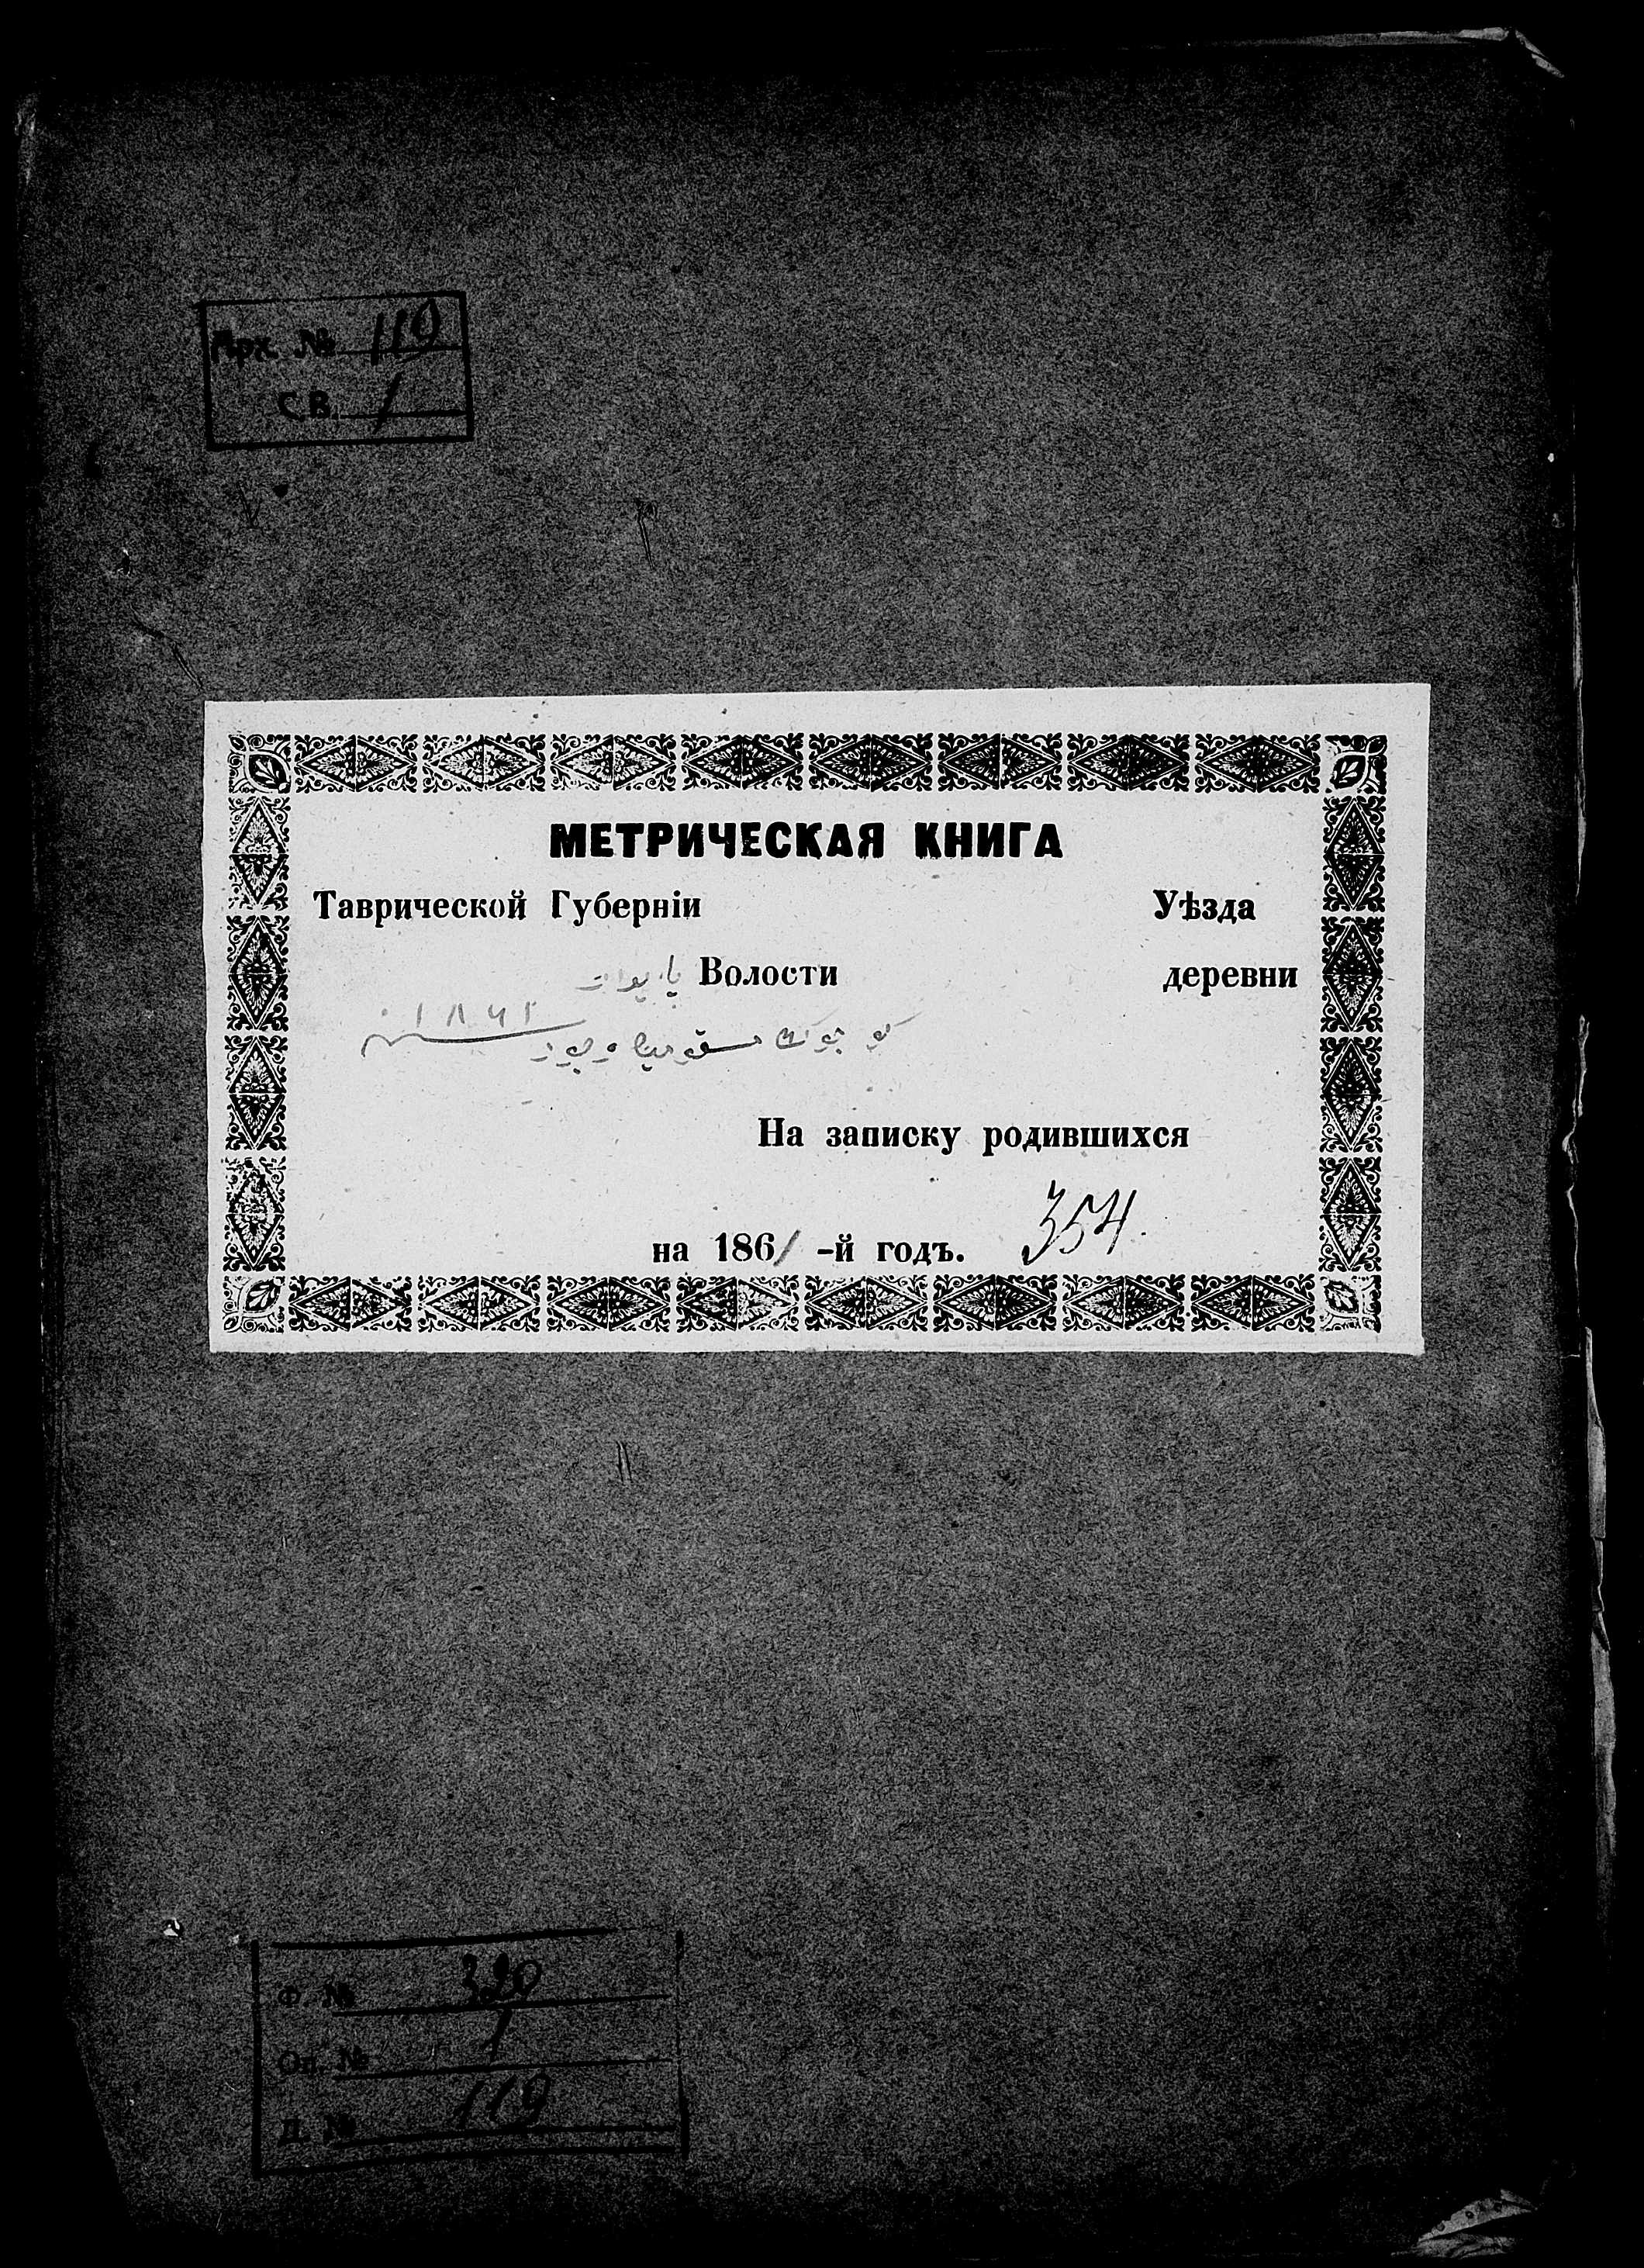 Арх. № 119
СВ. 1
МЕТРИЧЕСКАЯ КНИГА
Таврической Губерніи Уѣзда
Волости деревни
На записку родившихся
на 1861-й годъ. 354.
Ф. № 320
Оп. № 1
Д. № 119